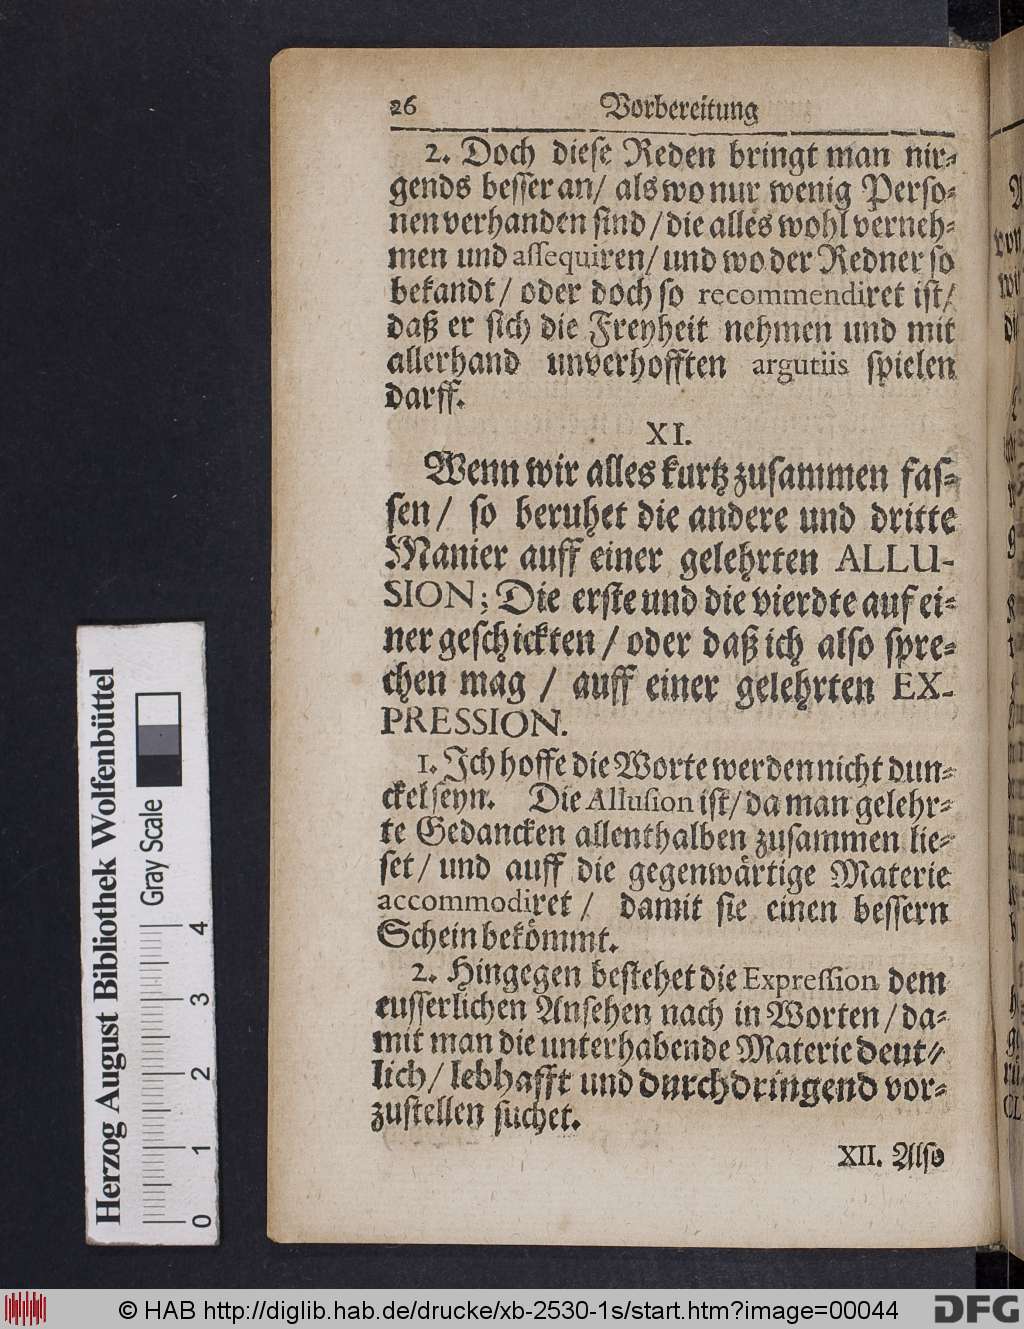 26 Vorbereitung
2. Doch dieſe Reden bringt man nir⸗
gends beſſer an/ als wo nur wenig Perſo⸗
nen verhanden ſind / die alles wohl verneh⸗
men und aſſequiren/ und wo der Redner ſo
bekandt / oder doch ſo recommendiret iſt/
daß er ſich die Freyheit nehmen und mit
allerhand unverhofften argutiis ſpielen
darff.
XI.
Wenn wir alles kurtz zuſammen faſ⸗
ſen / ſo beruhet die andere und dritte
Manier auff einer gelehrten ALLU-
SION; Die erſte und die vierdte auf ei⸗
ner geſchickten / oder daß ich alſo ſpre⸗
chen mag / auff einer gelehrten EX-
PRESSION.
1. Ich hoffe die Worte werden nicht dun⸗
ckel ſeyn. Die Alluſion iſt/ da man gelehr⸗
te Gedancken allenthalben zuſammen lie⸗
ſet / und auff die gegenwärtige Materie
accommodiret / damit ſie einen beſſern
Schein bekömmt.
2. Hingegen beſtehet die Expreſſion dem
euſſerlichen Anſehen nach in Worten / da⸗
mit man die unterhabende Materie deut⸗
lich / lebhafft und durchdringend vor⸗
zuſtellen ſuchet.
XII. Alſo
Herzog August Bibliothek Wolfenbüttel
Gray Scale
0 1 2 3 4
© HAB http://diglib.hab.de/drucke/xb-2530-1s/start.htm?image=00044
DFG